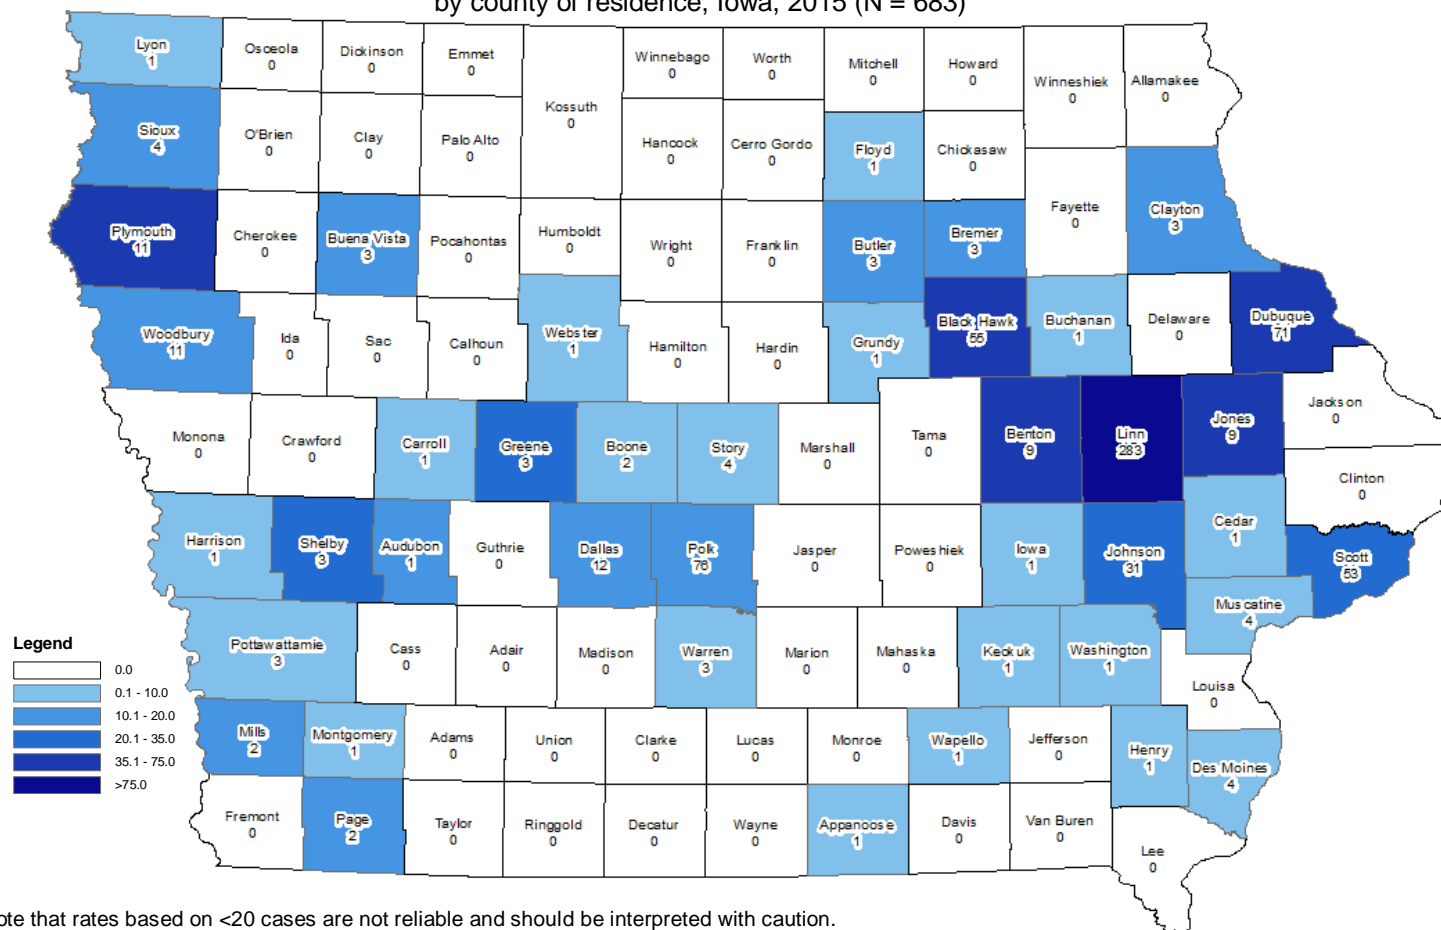 by county of residence, Iowa, 2015 (N = 683)
Lyon
1
Osceola
0
Dickinson
0
Emmet
0
Kossuth
0
Winnebago
0
Worth
0
Mitchell
0
Howard
0
Winneshiek
0
Allamakee
0
Sioux
4
O'Brien
0
Clay
0
Palo Alto
0
Hancock
0
Cerro Gordo
0
Floyd
1
Chickasaw
0
Fayette
0
Clayton
3
Plymouth
11
Cherokee
0
Buena Vista
3
Pocahontas
0
Humboldt
0
Wright
0
Franklin
0
Butler
3
Bremer
3
Woodbury
11
Ida
0
Sac
0
Calhoun
0
Webster
1
Hamilton
0
Hardin
0
Grundy
1
Black Hawk
55
Buchanan
1
Delaware
0
Dubuque
71
Monona
0
Crawford
0
Carroll
1
Greene
3
Boone
2
Story
4
Marshall
0
Tama
0
Benton
9
Linn
283
Jones
9
Jackson
0
Clinton
0
Harrison
1
Shelby
3
Audubon
1
Guthrie
0
Dallas
12
Polk
76
Jasper
0
Poweshiek
0
Iowa
1
Johnson
31
Cedar
1
Scott
53
Muscatine
4
Pottawattamie
3
Cass
0
Adair
0
Madison
0
Warren
3
Marion
0
Mahaska
0
Keokuk
1
Washington
1
Louisa
0
Mills
2
Montgomery
1
Adams
0
Union
0
Clarke
0
Lucas
0
Monroe
0
Wapello
1
Jefferson
0
Henry
1
Des Moines
4
Fremont
0
Page
2
Taylor
0
Ringgold
0
Decatur
0
Wayne
0
Appanoose
1
Davis
0
Van Buren
0
Lee
0
Legend
0.0
0.1 - 10.0
10.1 - 20.0
20.1 - 35.0
35.1 - 75.0
>75.0
ote that rates based on <20 cases are not reliable and should be interpreted with caution.